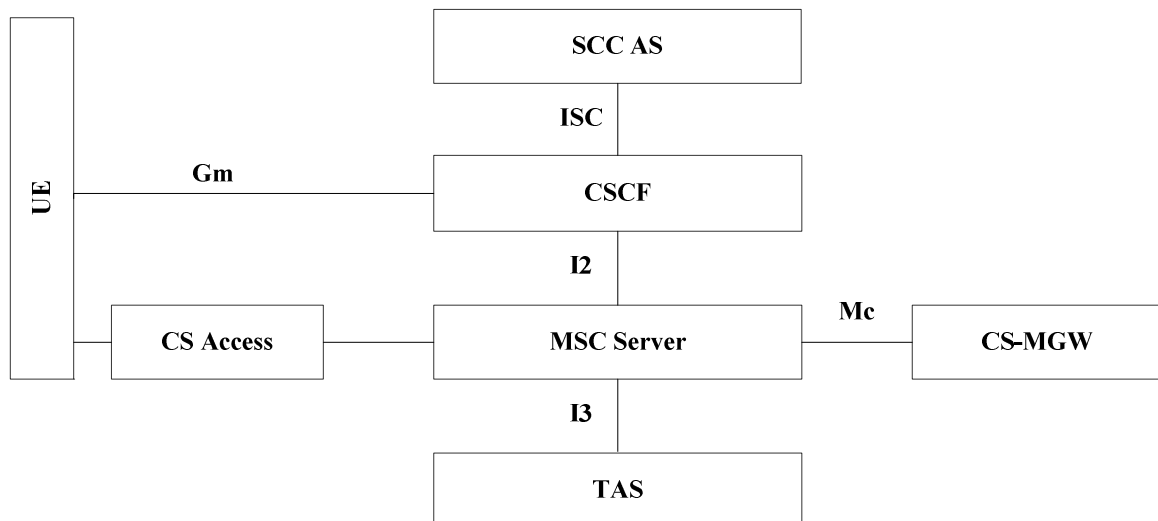 SCC AS
ISC
UE
Gm
CSCF
I2
CS Access
MSC Server
Mc
CS-MGW
I3
TAS